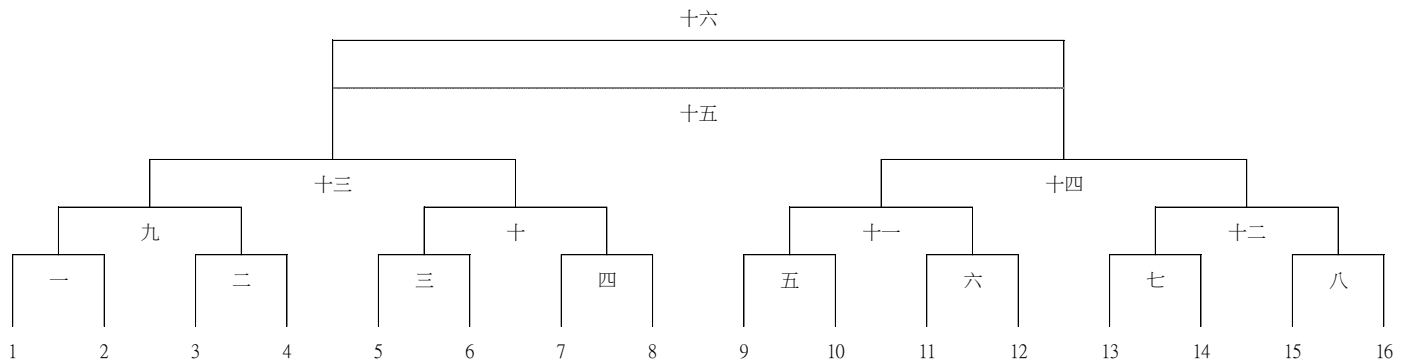 十六
十五
十三 十四
九 十 十一 十二
一 二 三 四 五 六 七 八
1 2 3 4 5 6 7 8 9 10 11 12 13 14 15 16